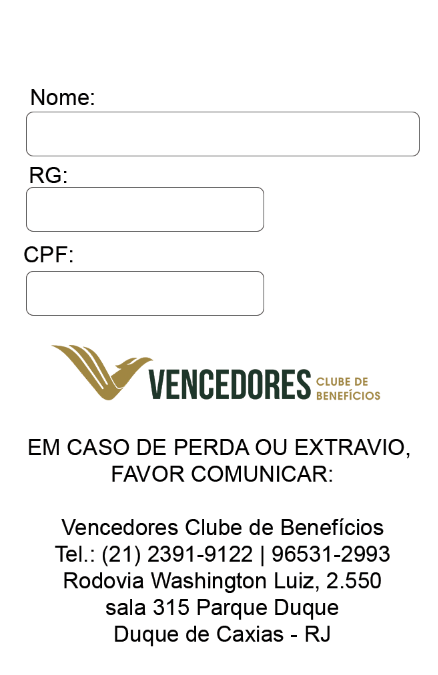 Nome:
RG:
CPF:
VENCEDORES CLUBE DE
BENEFÍCIOS
EM CASO DE PERDA OU EXTRAVIO,
FAVOR COMUNICAR:
Vencedores Clube de Benefícios
Tel.: (21) 2391-9122 | 96531-2993
Rodovia Washington Luiz, 2.550
sala 315 Parque Duque
Duque de Caxias - RJ